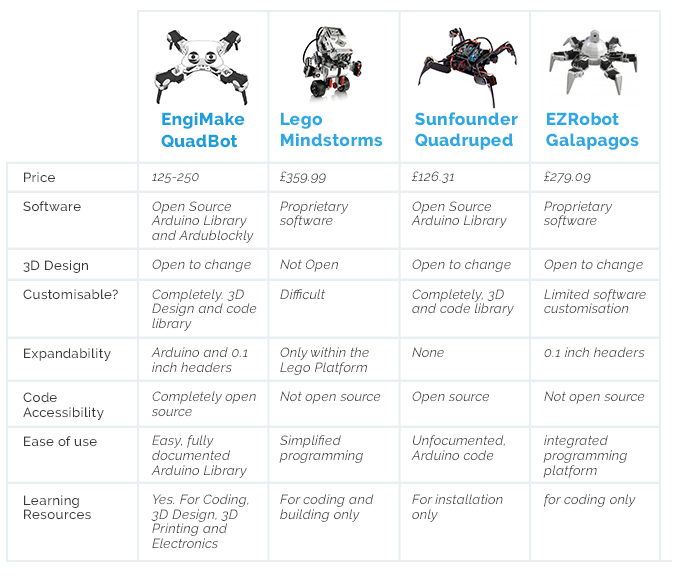 EngiMake QuadBot
Lego Mindstorms
Sunfounder Quadruped
EZRobot Galapagos
Price
125-250
£359.99
£126.31
£279.09
Software
Open Source
Arduino Library
and Ardublockly
Proprietary
software
Open Source
Arduino Library
Proprietary
software
3D Design
Open to change
Not Open
Open to change
Open to change
Customisable?
Completely, 3D
Design and code
library
Difficult
Completely, 3D
and code library
Limited software
customisation
Expandability
Arduino and 0.1
inch headers
Only within the
Lego Platform
None
0.1 inch headers
Code
Accessibility
Completely open
source
Not open source
Open source
Not open source
Ease of use
Easy, fully
documented
Arduino Library
Simplified
programming
Unfocumented,
Arduino code
integrated
programming
platform
Learning
Resources
Yes. For Coding,
3D Design, 3D
Printing and
Electronics
For coding and
building only
For installation
only
for coding only